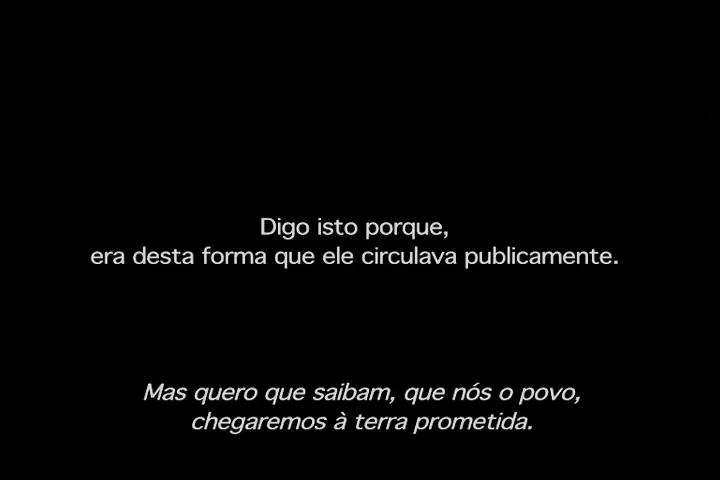 Digo isto porque,
era desta forma que ele circulava publicamente.
Mas quero que saibam, que nós o povo,
chegaremos à terra prometida.